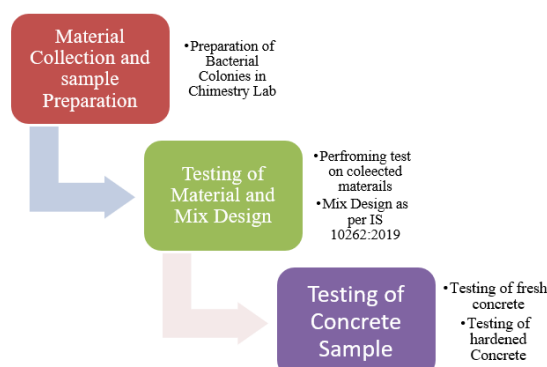 Material
Collection and
sample
Preparation
•Preparation of
Bacterial
Colonies in
Chimestry Lab
Testing of
Material and
Mix Design
•Perfroming test
on coleected
materails
•Mix Design as
per IS
10262:2019
Testing of
Concrete
Sample
•Testing of fresh
concrete
•Testing of
hardened
Concrete